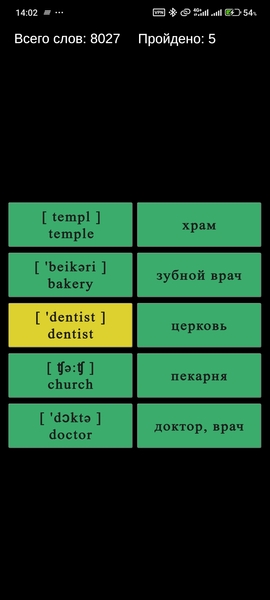 14:02
VPN 4G+ 54%
Всего слов: 8027 Пройдено: 5
[ templ ]
temple
храм
[ 'beikəri ]
bakery
зубной врач
[ 'dentist ]
dentist
церковь
[ ʧə:ʧ ]
church
пекарня
[ 'dɔktə ]
doctor
доктор, врач